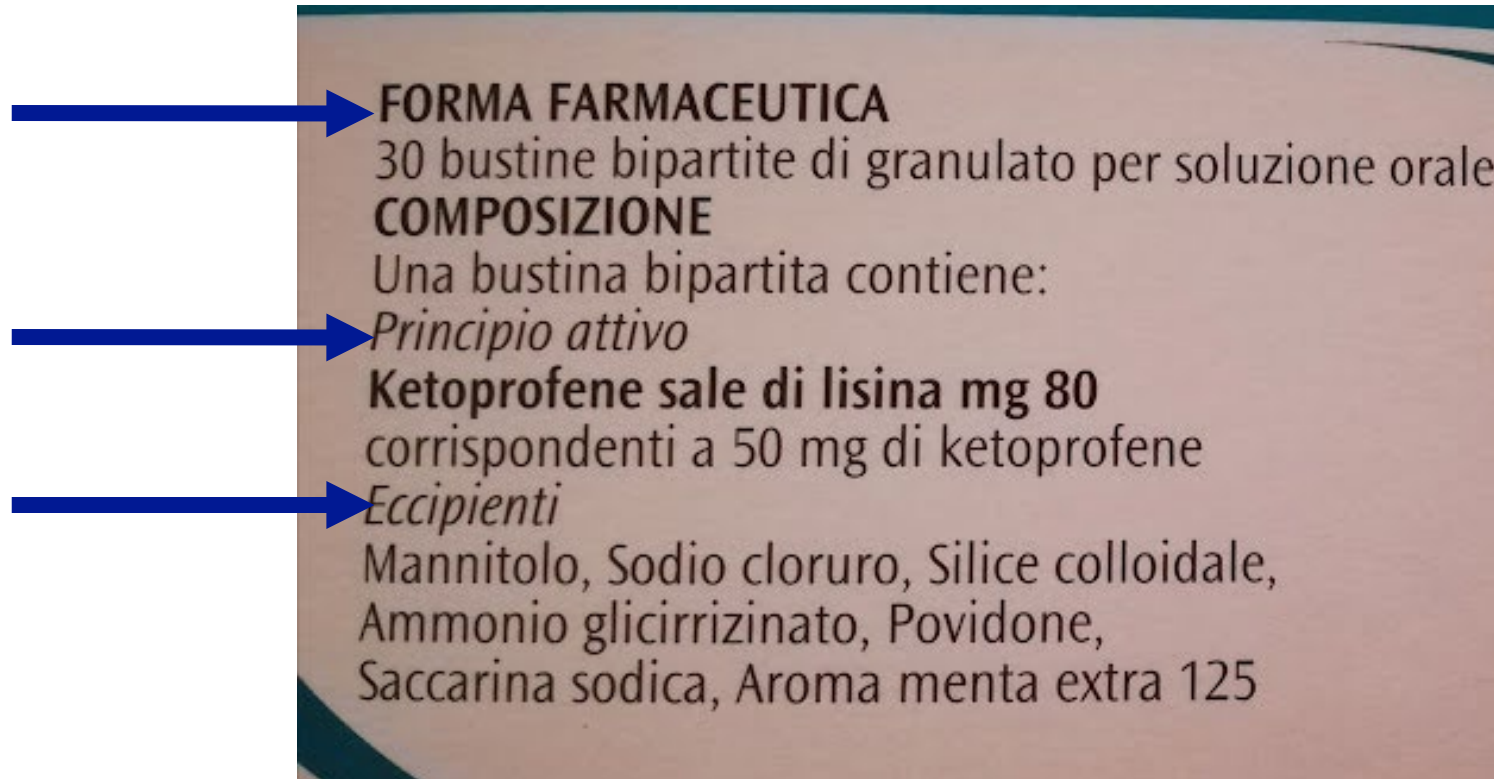 FORMA FARMACEUTICA
30 bustine bipartite di granulato per soluzione orale
COMPOSIZIONE
Una bustina bipartita contiene:
Principio attivo
Ketoprofene sale di lisina mg 80
corrispondenti a 50 mg di ketoprofene
Eccipienti
Mannitolo, Sodio cloruro, Silice colloidale,
Ammonio glicirrizinato, Povidone,
Saccarina sodica, Aroma menta extra 125